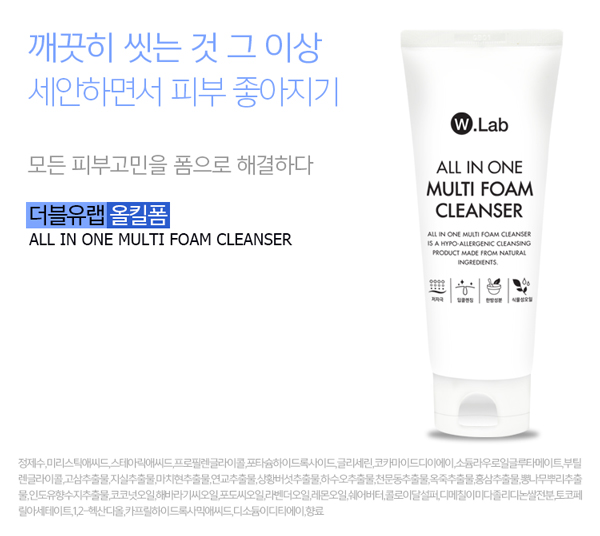 깨끗히 씻는 것 그 이상
세안하면서 피부 좋아지기
모든 피부고민을 폼으로 해결하다
더블유랩 올킬폼
ALL IN ONE MULTI FOAM CLEANSER
W.Lab
ALL IN ONE
MULTI FOAM
CLEANSER
ALL IN ONE MULTI FOAM CLEANSER
IS A HYPO-ALLERGENIC CLEANSING
PRODUCT MADE FROM NATURAL
INGREDIENTS.
저자극 딥클렌징 한방성분 식물성오일
정제수,미리스틱애씨드,스테아릭애씨드,프로필렌글라이콜,포타슘하이드록사이드,글리세린,코카마이드디이에이,소듐라우로일글루타메이트,부틸
렌글라이콜,고삼추출물,지실추출물,마치현추출물,연교추출물,상황버섯추출물,하수오추출물,천문동추출물,옥죽추출물,홍삼추출물,뽕나무뿌리추출
물,인도유향수지추출물,코코넛오일,해바라기씨오일,포도씨오일,라벤더오일,레몬오일,쉐어버터,콜로이달설퍼,디메칠이미다졸리디논쌀전분,토코페
릴아세테이트,1,2-헥산디올,카프릴하이드록사믹애씨드,디소듐이디티에이,향료